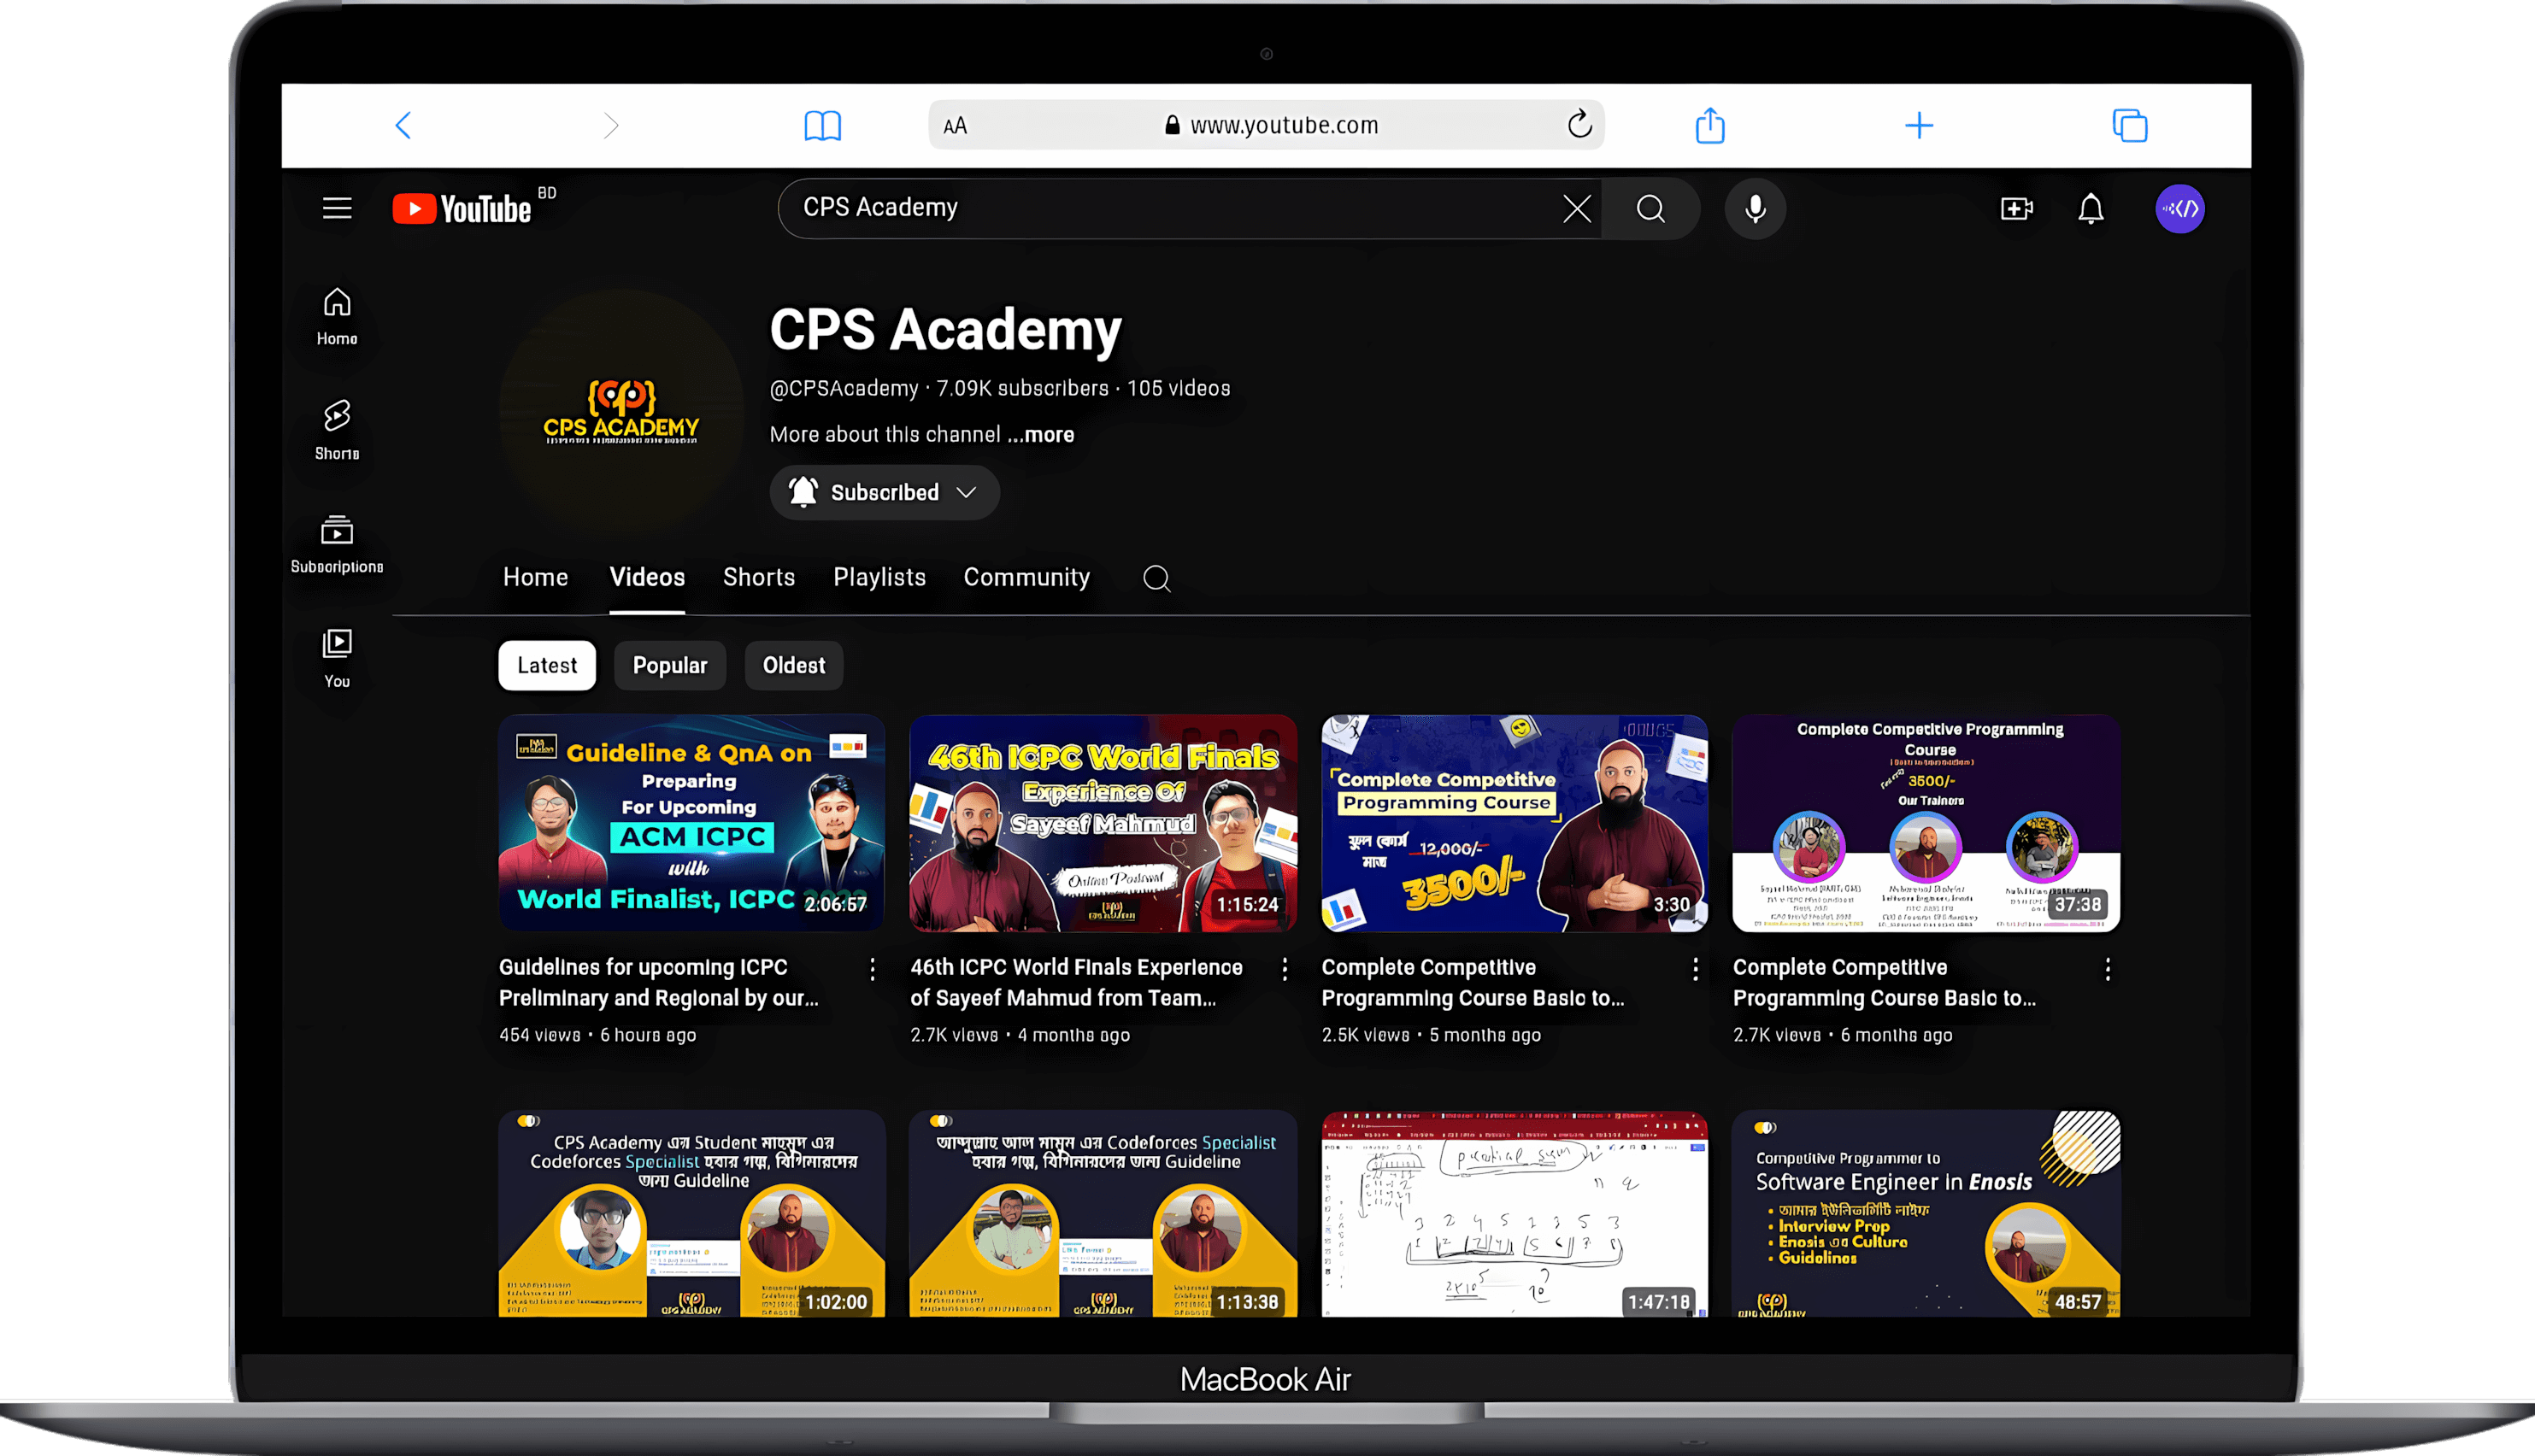 AA
www.youtube.com
YouTube BD
CPS Academy
Home
Shorts
Subscriptions
You
CPS ACADEMY
CPS Academy
@CPSAcademy · 7.09K subscribers · 105 videos
More about this channel ...more
Subscribed
Home Videos Shorts Playlists Community
Latest Popular Oldest
Guideline & QnA on
Preparing
For Upcoming
ACM ICPC
with
World Finalist, ICPC
2:06:57
Guidelines for upcoming ICPC
Preliminary and Regional by our...
454 views · 6 hours ago
46th ICPC World Finals
Experience Of
Sayeef Mahmud
1:15:24
46th ICPC World Finals Experience
of Sayeef Mahmud from Team...
2.7K views · 4 months ago
Complete Competitive
Programming Course
ফুল কোর্স
মাত্র
12,000/-
3500/-
3:30
Complete Competitive
Programming Course Basic to...
2.5K views · 5 months ago
Complete Competitive Programming
Course
3500/-
Our Trainers
37:38
Complete Competitive
Programming Course Basic to...
2.7K views · 6 months ago
CPS Academy এর Student মাহমুদ এর
Codeforces Specialist হবার গল্প, বিগিনারদের
জন্য Guideline
CPS ACADEMY
1:02:00
আব্দুল্লাহ আল মামুন এর Codeforces Specialist
হবার গল্প, বিগিনারদের জন্য Guideline
CPS ACADEMY
1:13:38
1:47:18
Competitive Programmer to
Software Engineer in Enosis
• আমার ইউনিভার্সিটি লাইফ
• Interview Prep
• Enosis এর Culture
• Guidelines
48:57
MacBook Air